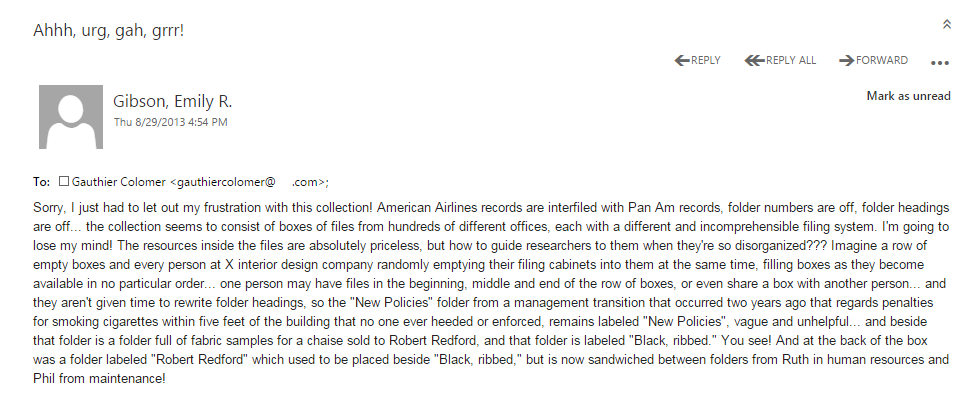 Ahhh, urg, gah, grrr!
REPLY REPLY ALL FORWARD
Gibson, Emily R.
Mark as unread
Thu 8/29/2013 4:54 PM
To: Gauthier Colomer <gauthiercolomer@ .com>;
Sorry, I just had to let out my frustration with this collection! American Airlines records are interfiled with Pan Am records, folder numbers are off, folder headings
are off... the collection seems to consist of boxes of files from hundreds of different offices, each with a different and incomprehensible filing system. I'm going to
lose my mind! The resources inside the files are absolutely priceless, but how to guide researchers to them when they're so disorganized??? Imagine a row of
empty boxes and every person at X interior design company randomly emptying their filing cabinets into them at the same time, filling boxes as they become
available in no particular order... one person may have files in the beginning, middle and end of the row of boxes, or even share a box with another person... and
they aren't given time to rewrite folder headings, so the "New Policies" folder from a management transition that occurred two years ago that regards penalties
for smoking cigarettes within five feet of the building that no one ever heeded or enforced, remains labeled "New Policies", vague and unhelpful... and beside
that folder is a folder full of fabric samples for a chaise sold to Robert Redford, and that folder is labeled "Black, ribbed." You see! And at the back of the box
was a folder labeled "Robert Redford" which used to be placed beside "Black, ribbed," but is now sandwiched between folders from Ruth in human resources and
Phil from maintenance!